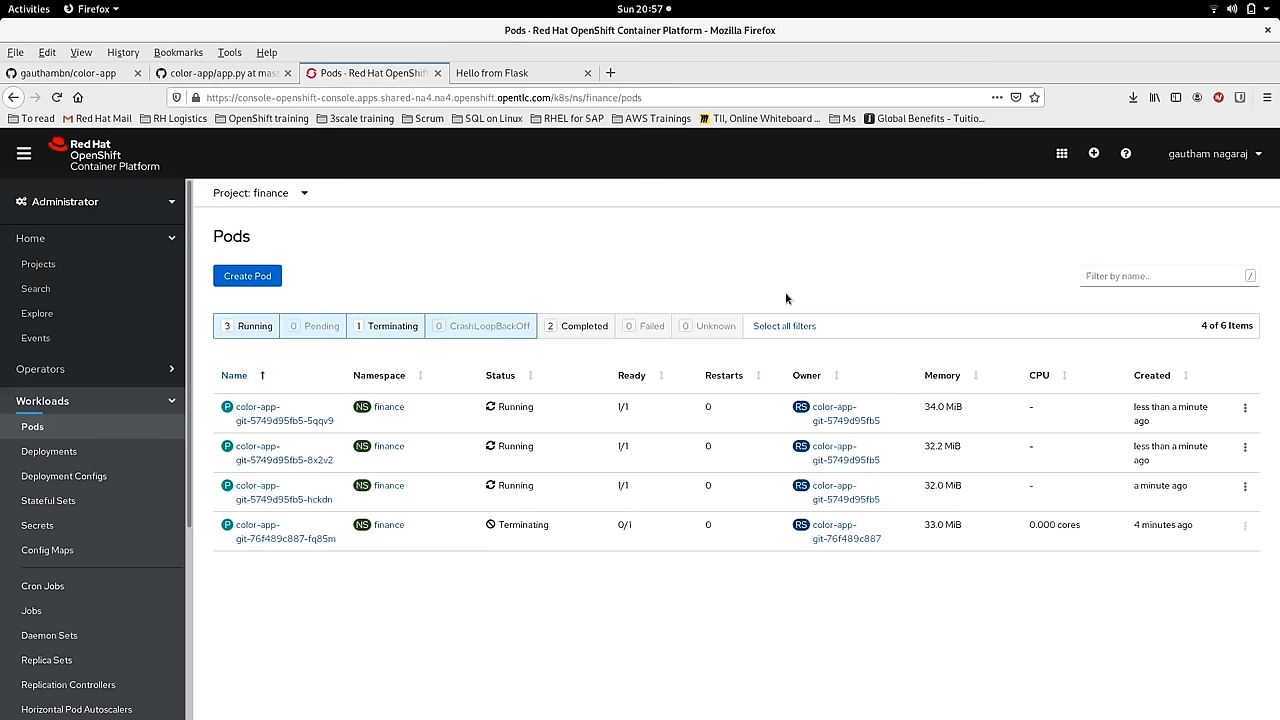 Activities Firefox Sun 20:57
Pods · Red Hat OpenShift Container Platform - Mozilla Firefox
File Edit View History Bookmarks Tools Help
gauthambn/color-app color-app/app.py at mas Pods · Red Hat OpenShift Hello from Flask
https://console-openshift-console.apps.shared-na4.na4.openshift.opentlc.com/k8s/ns/finance/pods
To read Red Hat Mail RH Logistics OpenShift training 3scale training Scrum SQL on Linux RHEL for SAP AWS Trainings TII, Online Whiteboard ... Ms Global Benefits - Tuitio...
Red Hat
OpenShift
Container Platform
gautham nagaraj
Administrator
Home
Projects
Search
Explore
Events
Operators
Workloads
Pods
Deployments
Deployment Configs
Stateful Sets
Secrets
Config Maps
Cron Jobs
Jobs
Daemon Sets
Replica Sets
Replication Controllers
Horizontal Pod Autoscalers
Project: finance
Pods
Create Pod
Filter by name... /
3 Running 0 Pending 1 Terminating 0 CrashLoopBackOff 2 Completed 0 Failed 0 Unknown Select all filters 4 of 6 Items
Name Namespace Status Ready Restarts Owner Memory CPU Created
P color-app- NS finance Running 1/1 0 RS color-app- 34.0 MiB - less than a minute
git-5749d95fb5-5qqv9 git-5749d95fb5 ago
P color-app- NS finance Running 1/1 0 RS color-app- 32.2 MiB - less than a minute
git-5749d95fb5-8x2v2 git-5749d95fb5 ago
P color-app- NS finance Running 1/1 0 RS color-app- 32.0 MiB - a minute ago
git-5749d95fb5-hckdn git-5749d95fb5
P color-app- NS finance Terminating 0/1 0 RS color-app- 33.0 MiB 0.000 cores 4 minutes ago
git-76f489c887-fq85m git-76f489c887